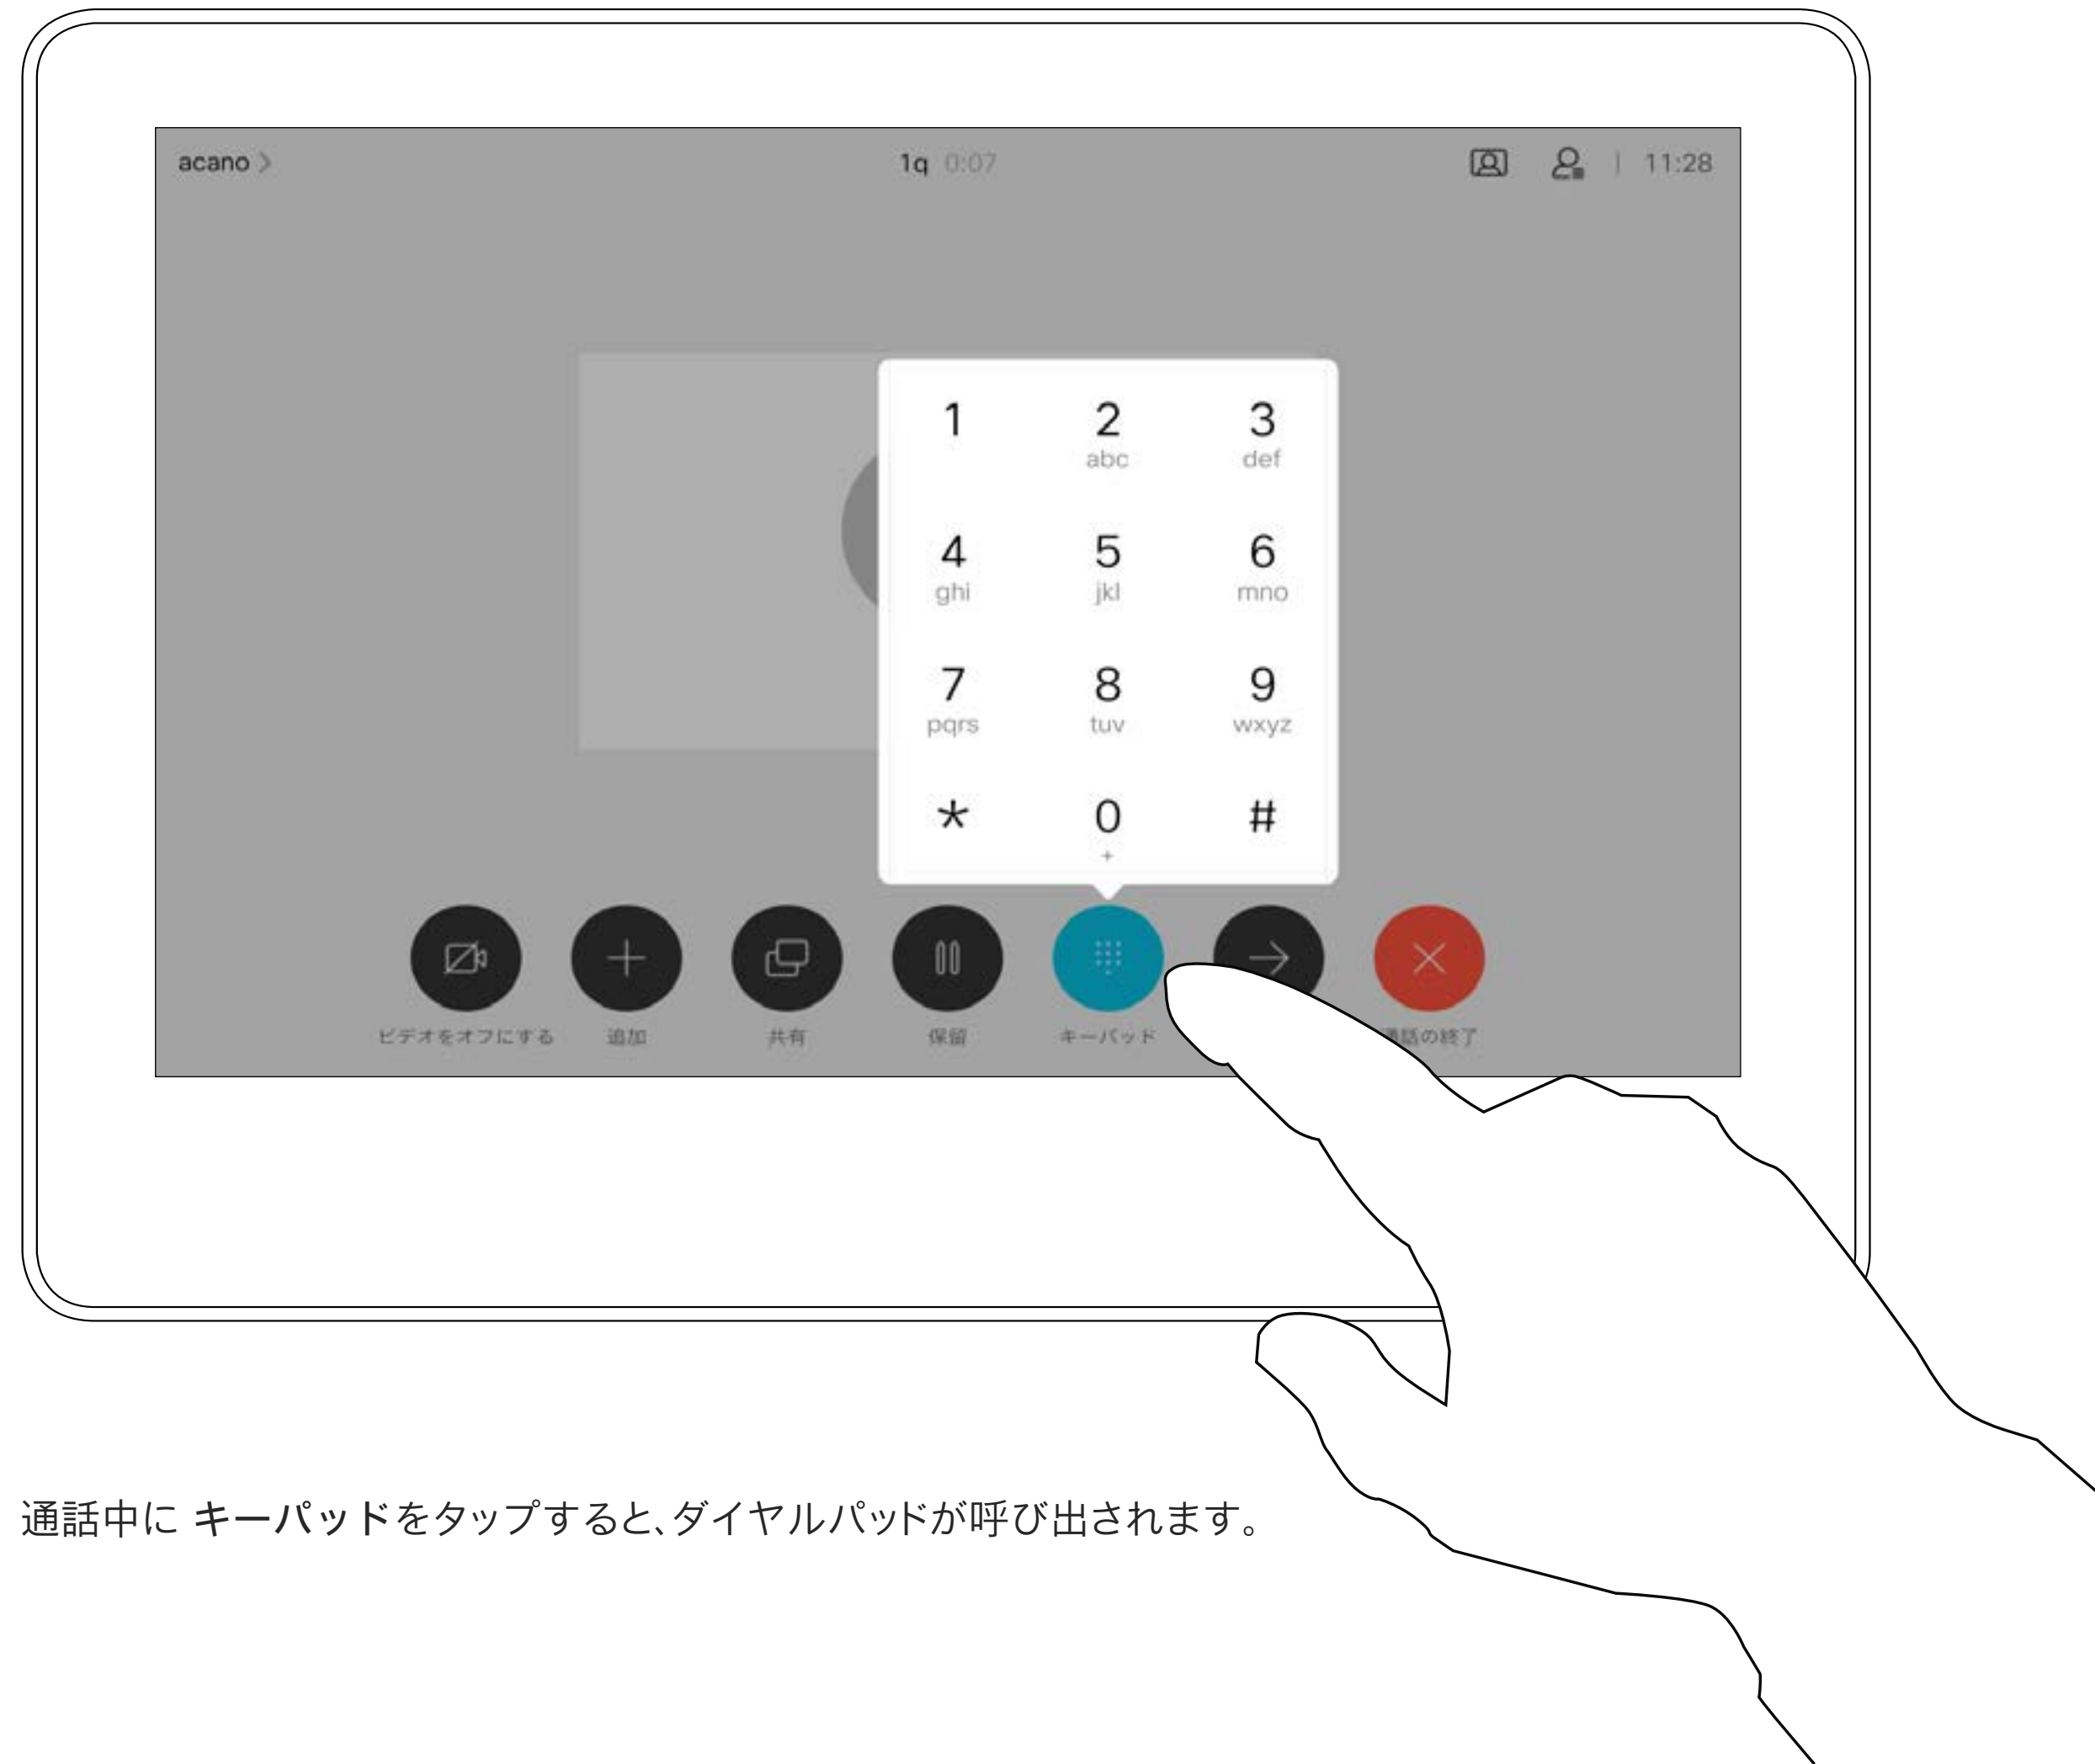 acano
1q 0:07
11:28
1 2 3
abc def
4 5 6
ghi jkl mno
7 8 9
pqrs tuv wxyz
* 0 #
+
ビデオをオフにする 追加 共有 保留 キーパッド 通話の終了
通話中に キーパッドをタップすると、ダイヤルパッドが呼び出されます。